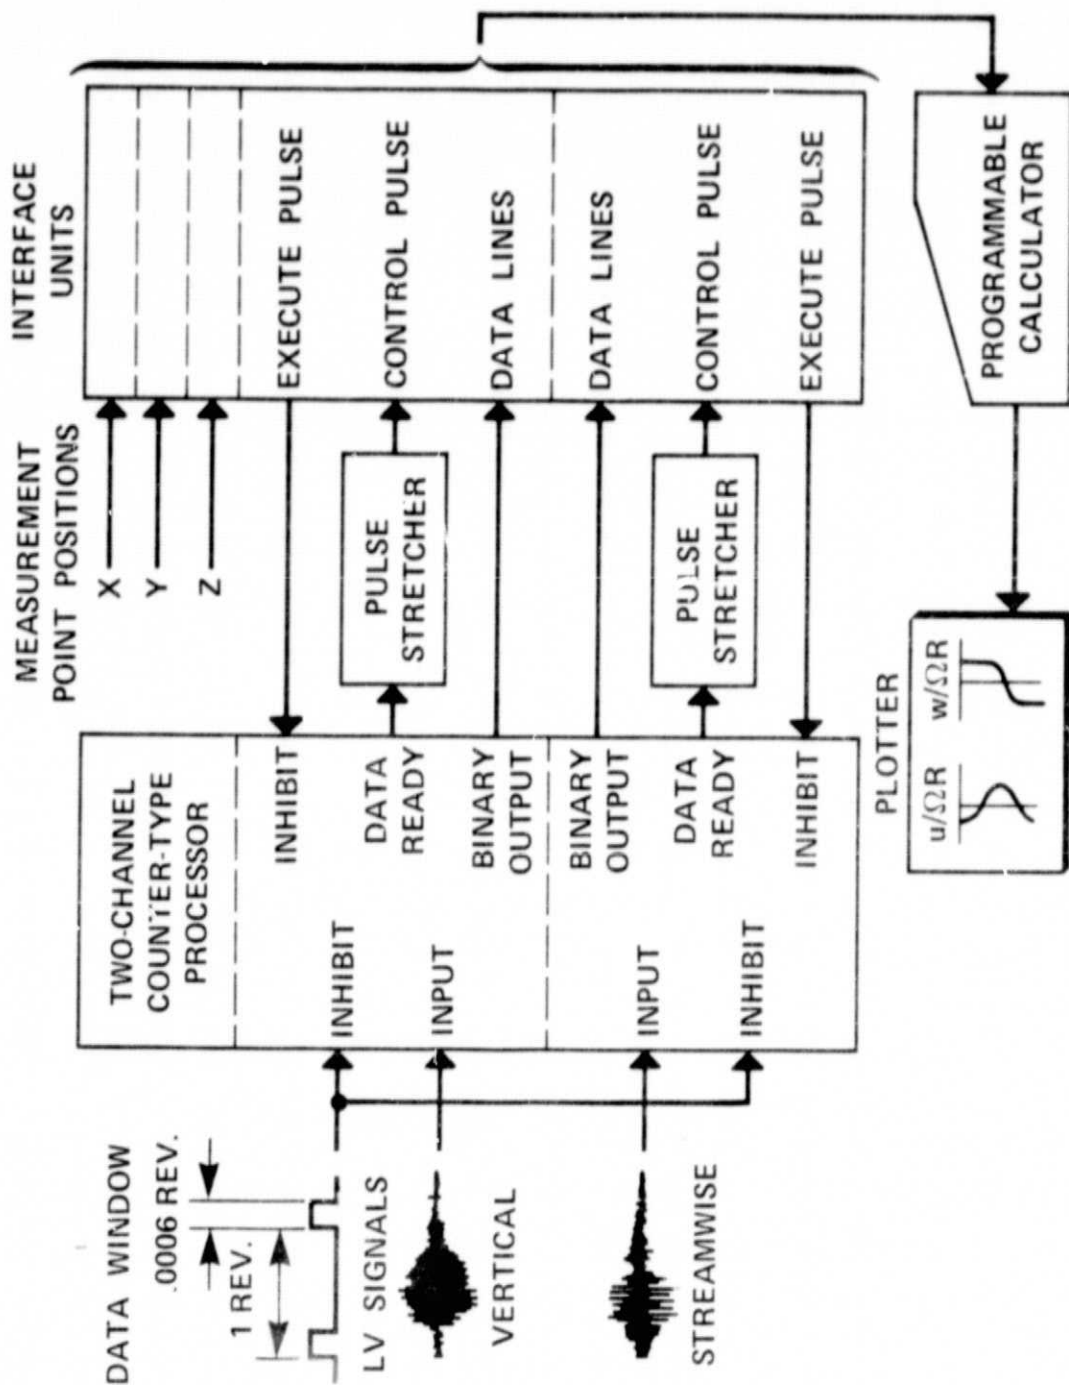 DATA WINDOW
.0006 REV.
1 REV.
LV SIGNALS
VERTICAL
STREAMWISE
TWO-CHANNEL
COUNTER-TYPE
PROCESSOR
INHIBIT
INPUT
INPUT
INHIBIT
INHIBIT
DATA
READY
BINARY
OUTPUT
BINARY
OUTPUT
DATA
READY
INHIBIT
MEASUREMENT
POINT POSITIONS
X
Y
Z
PULSE
STRETCHER
PULSE
STRETCHER
INTERFACE
UNITS
EXECUTE PULSE
CONTROL PULSE
DATA LINES
DATA LINES
CONTROL PULSE
EXECUTE PULSE
PLOTTER
u/ΩR
w/ΩR
PROGRAMMABLE
CALCULATOR